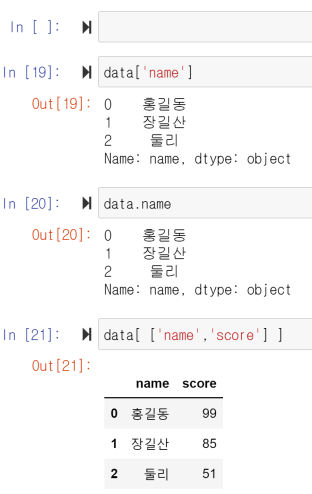 In [ ]:
In [19]: data['name']
Out[19]: 0 홍길동
1 장길산
2 둘리
Name: name, dtype: object
In [20]: data.name
Out[20]: 0 홍길동
1 장길산
2 둘리
Name: name, dtype: object
In [21]: data[ ['name','score'] ]
Out[21]:
name score
0 홍길동 99
1 장길산 85
2 둘리 51